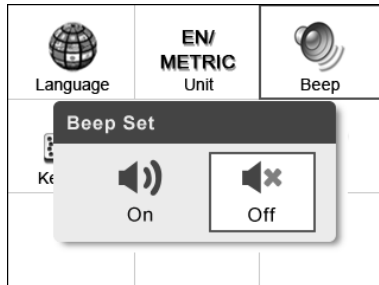 EN/
METRIC
Language
Unit
Beep
Beep Set
On
Off